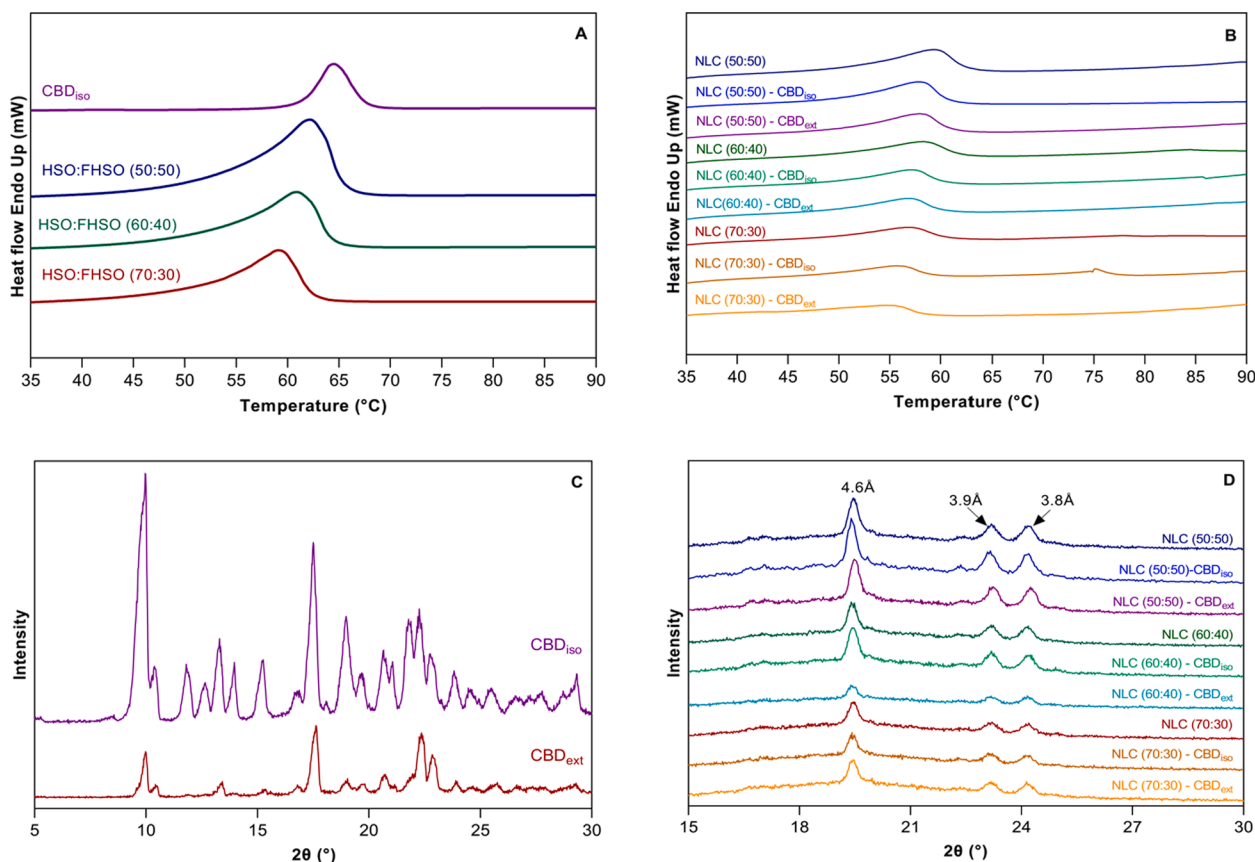 A
CBDiso
HSO:FHSO (50:50)
HSO:FHSO (60:40)
HSO:FHSO (70:30)
Heat flow Endo Up (mW)
35 40 45 50 55 60 65 70 75 80 85 90
Temperature (°C)
B
NLC (50:50)
NLC (50:50) - CBDiso
NLC (50:50) - CBDext
NLC (60:40)
NLC (60:40) - CBDiso
NLC(60:40) - CBDext
NLC (70:30)
NLC (70:30) - CBDiso
NLC (70:30) - CBDext
Heat flow Endo Up (mW)
35 40 45 50 55 60 65 70 75 80 85 90
Temperature (°C)
C
CBDiso
CBDext
Intensity
5 10 15 20 25 30
2θ (°)
D
4.6Å
3.9Å 3.8Å
NLC (50:50)
NLC (50:50)-CBDiso
NLC (50:50) - CBDext
NLC (60:40)
NLC (60:40) - CBDiso
NLC (60:40) - CBDext
NLC (70:30)
NLC (70:30) - CBDiso
NLC (70:30) - CBDext
Intensity
15 18 21 24 27 30
2θ (°)